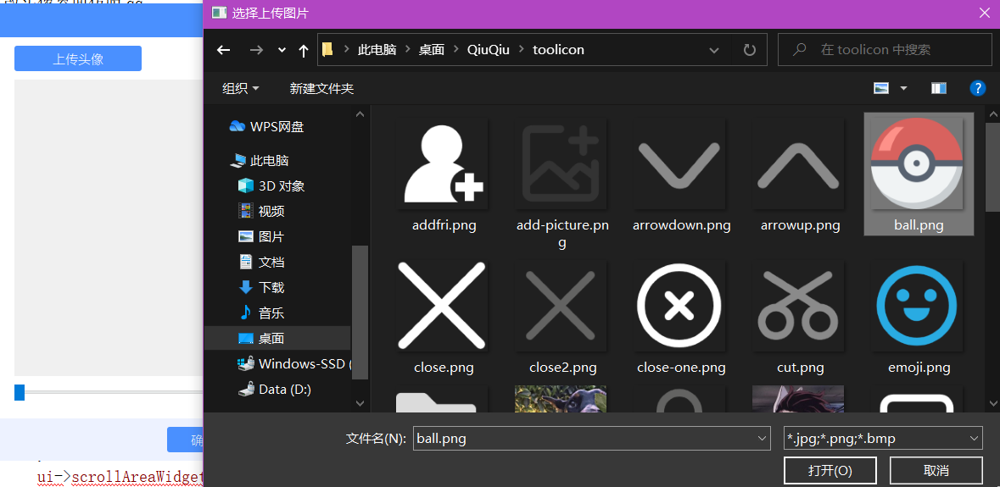 选择上传图片
上传头像
此电脑 桌面 QiuQiu toolicon
在 toolicon 中搜索
组织
新建文件夹
WPS网盘
此电脑
3D 对象
视频
图片
文档
下载
音乐
桌面
Windows-SSD (
Data (D:)
addfri.png
add-picture.pn
g
arrowdown.png
arrowup.png
ball.png
close.png
close2.png
close-one.png
cut.png
emoji.png
文件名(N):
ball.png
*.jpg;*.png;*.bmp
打开(O)
取消
确
ui->scrollAreaWidget